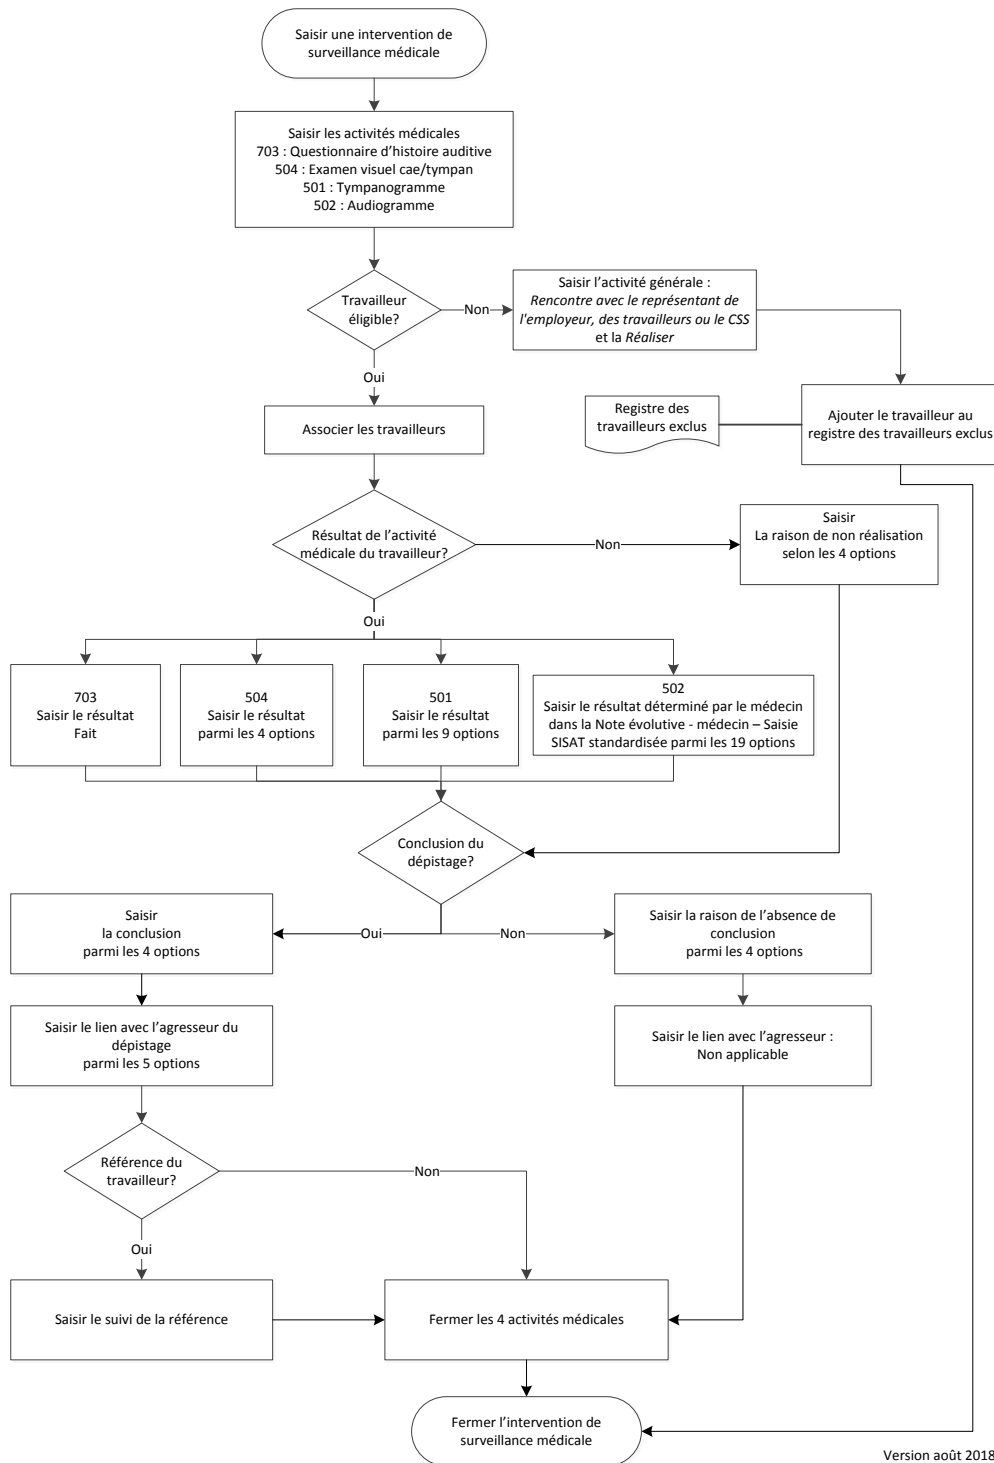 Saisir une intervention de
surveillance médicale
Saisir les activités médicales
703 : Questionnaire d'histoire auditive
504 : Examen visuel cae/tympan
501 : Tympanogramme
502 : Audiogramme
Travailleur
éligible?
Non
Saisir l'activité générale :
Rencontre avec le représentant de
l'employeur, des travailleurs ou le CSS
et la Réaliser
Oui
Associer les travailleurs
Registre des
travailleurs exclus
Ajouter le travailleur au
registre des travailleurs exclus
Résultat de l'activité
médicale du travailleur?
Non
Saisir
La raison de non réalisation
selon les 4 options
Oui
703
Saisir le résultat
Fait
504
Saisir le résultat
parmi les 4 options
501
Saisir le résultat
parmi les 9 options
502
Saisir le résultat déterminé par le médecin
dans la Note évolutive - médecin – Saisie
SISAT standardisée parmi les 19 options
Conclusion du
dépistage?
Oui
Non
Saisir
la conclusion
parmi les 4 options
Saisir la raison de l'absence de
conclusion
parmi les 4 options
Saisir le lien avec l'agresseur du
dépistage
parmi les 5 options
Saisir le lien avec l'agresseur :
Non applicable
Référence du
travailleur?
Non
Oui
Saisir le suivi de la référence
Fermer les 4 activités médicales
Fermer l'intervention de
surveillance médicale
Version août 2018